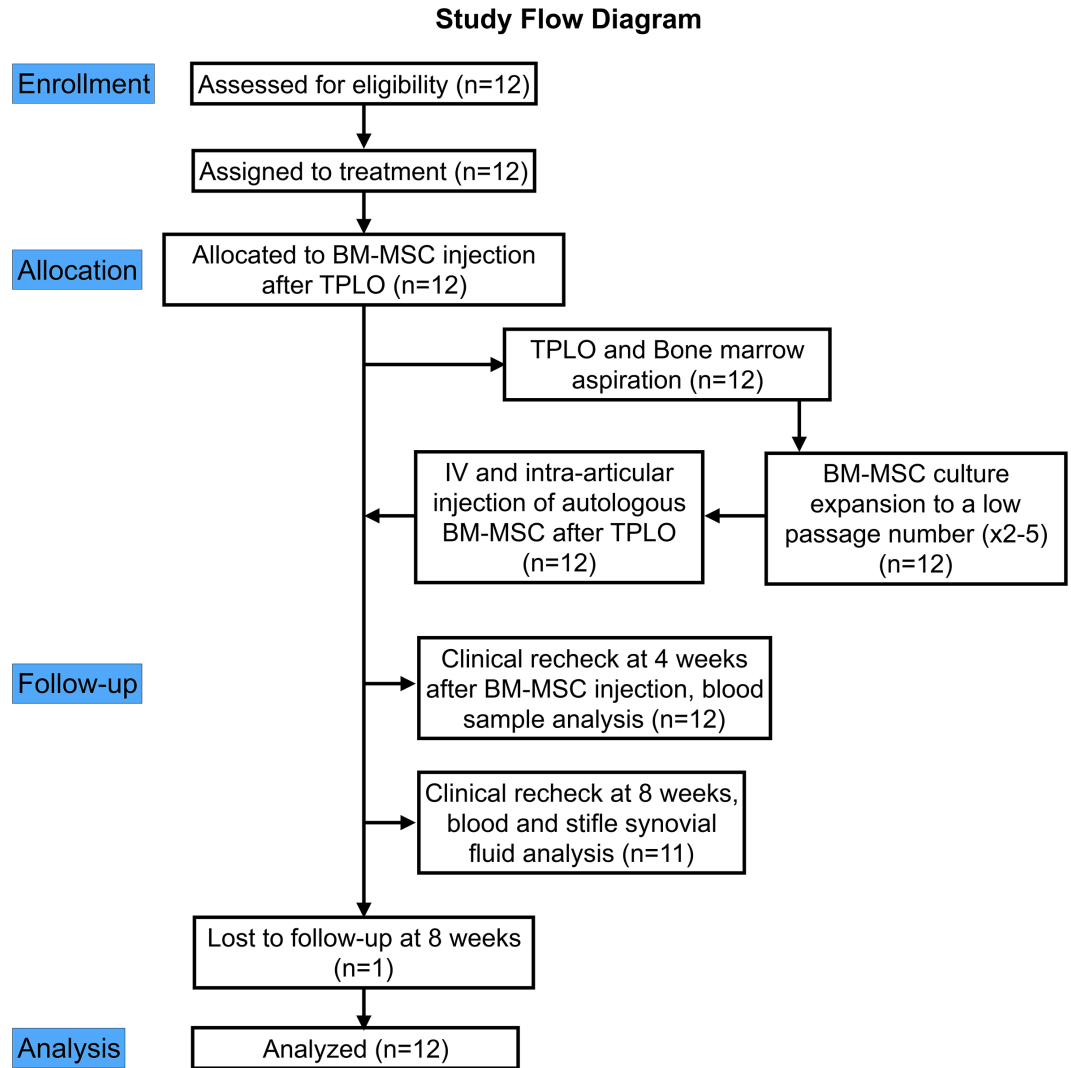 Study Flow Diagram
Enrollment
Assessed for eligibility (n=12)
Assigned to treatment (n=12)
Allocation
Allocated to BM-MSC injection
after TPLO (n=12)
TPLO and Bone marrow
aspiration (n=12)
BM-MSC culture
expansion to a low
passage number (x2-5)
(n=12)
IV and intra-articular
injection of autologous
BM-MSC after TPLO
(n=12)
Follow-up
Clinical recheck at 4 weeks
after BM-MSC injection, blood
sample analysis (n=12)
Clinical recheck at 8 weeks,
blood and stifle synovial
fluid analysis (n=11)
Lost to follow-up at 8 weeks
(n=1)
Analysis
Analyzed (n=12)